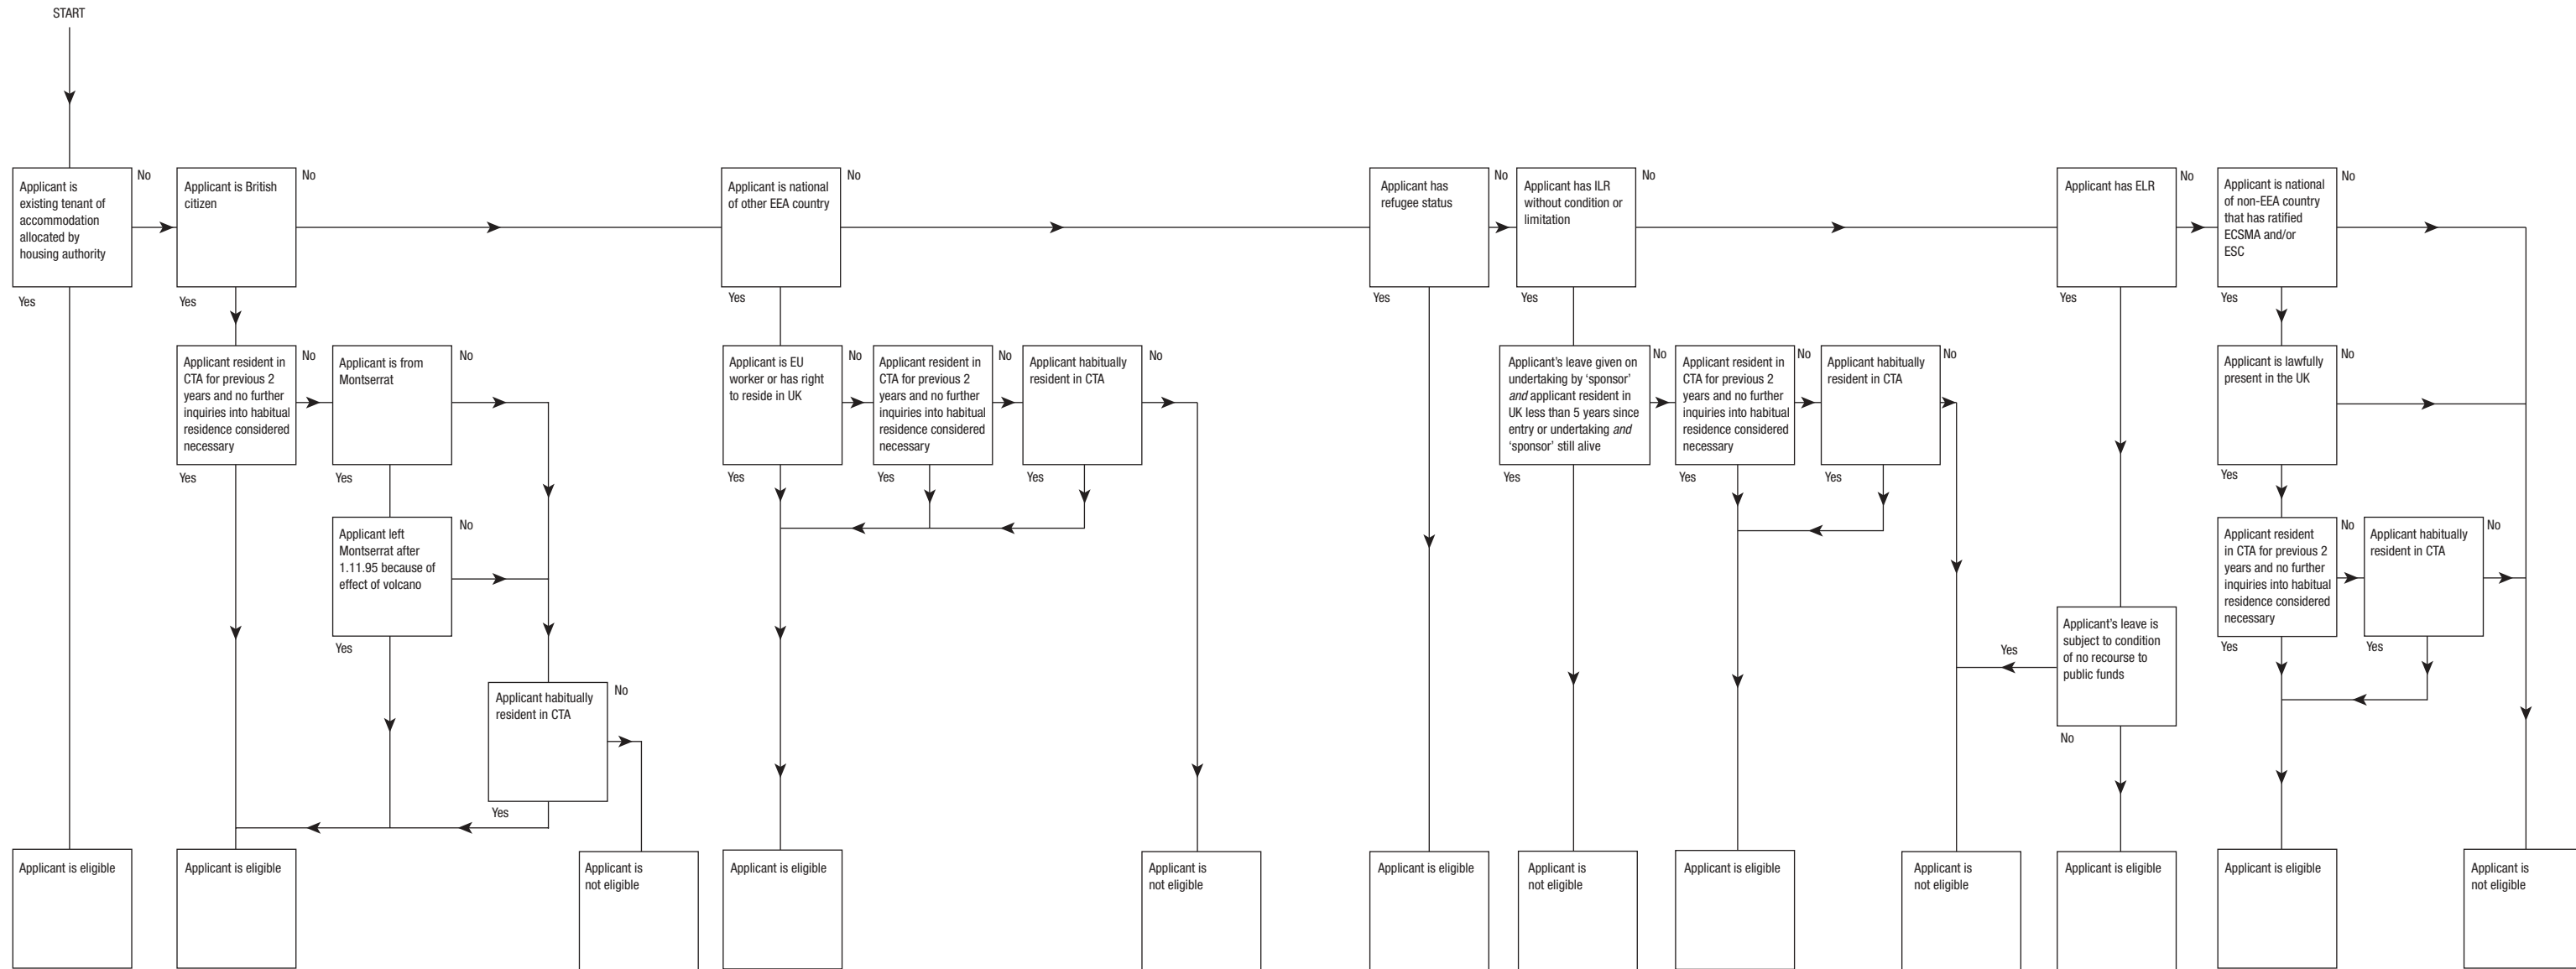 START
Applicant is
existing tenant of
accommodation
allocated by
housing authority
No
Yes
Applicant is British
citizen
No
Yes
Applicant is national
of other EEA country
No
Yes
Applicant has
refugee status
No
Yes
Applicant has ILR
without condition or
limitation
No
Yes
Applicant has ELR
No
Yes
Applicant is national
of non-EEA country
that has ratified
ECSMA and/or
ESC
No
Yes
Applicant resident in
CTA for previous 2
years and no further
inquiries into habitual
residence considered
necessary
No
Yes
Applicant is from
Montserrat
No
Yes
Applicant is EU
worker or has right
to reside in UK
No
Yes
Applicant resident in
CTA for previous 2
years and no further
inquiries into habitual
residence considered
necessary
No
Yes
Applicant habitually
resident in CTA
No
Yes
Applicant’s leave given on
undertaking by ‘sponsor’
and applicant resident in
UK less than 5 years since
entry or undertaking and
‘sponsor’ still alive
No
Yes
Applicant resident in
CTA for previous 2
years and no further
inquiries into habitual
residence considered
necessary
No
Yes
Applicant habitually
resident in CTA
No
Yes
Applicant is lawfully
present in the UK
No
Yes
Applicant left
Montserrat after
1.11.95 because of
effect of volcano
No
Yes
Applicant resident
in CTA for previous 2
years and no further
inquiries into habitual
residence considered
necessary
No
Yes
Applicant habitually
resident in CTA
No
Yes
Applicant’s leave is
subject to condition
of no recourse to
public funds
Yes
No
Applicant habitually
resident in CTA
No
Yes
Applicant is eligible
Applicant is eligible
Applicant is
not eligible
Applicant is eligible
Applicant is
not eligible
Applicant is eligible
Applicant is
not eligible
Applicant is eligible
Applicant is
not eligible
Applicant is eligible
Applicant is eligible
Applicant is
not eligible